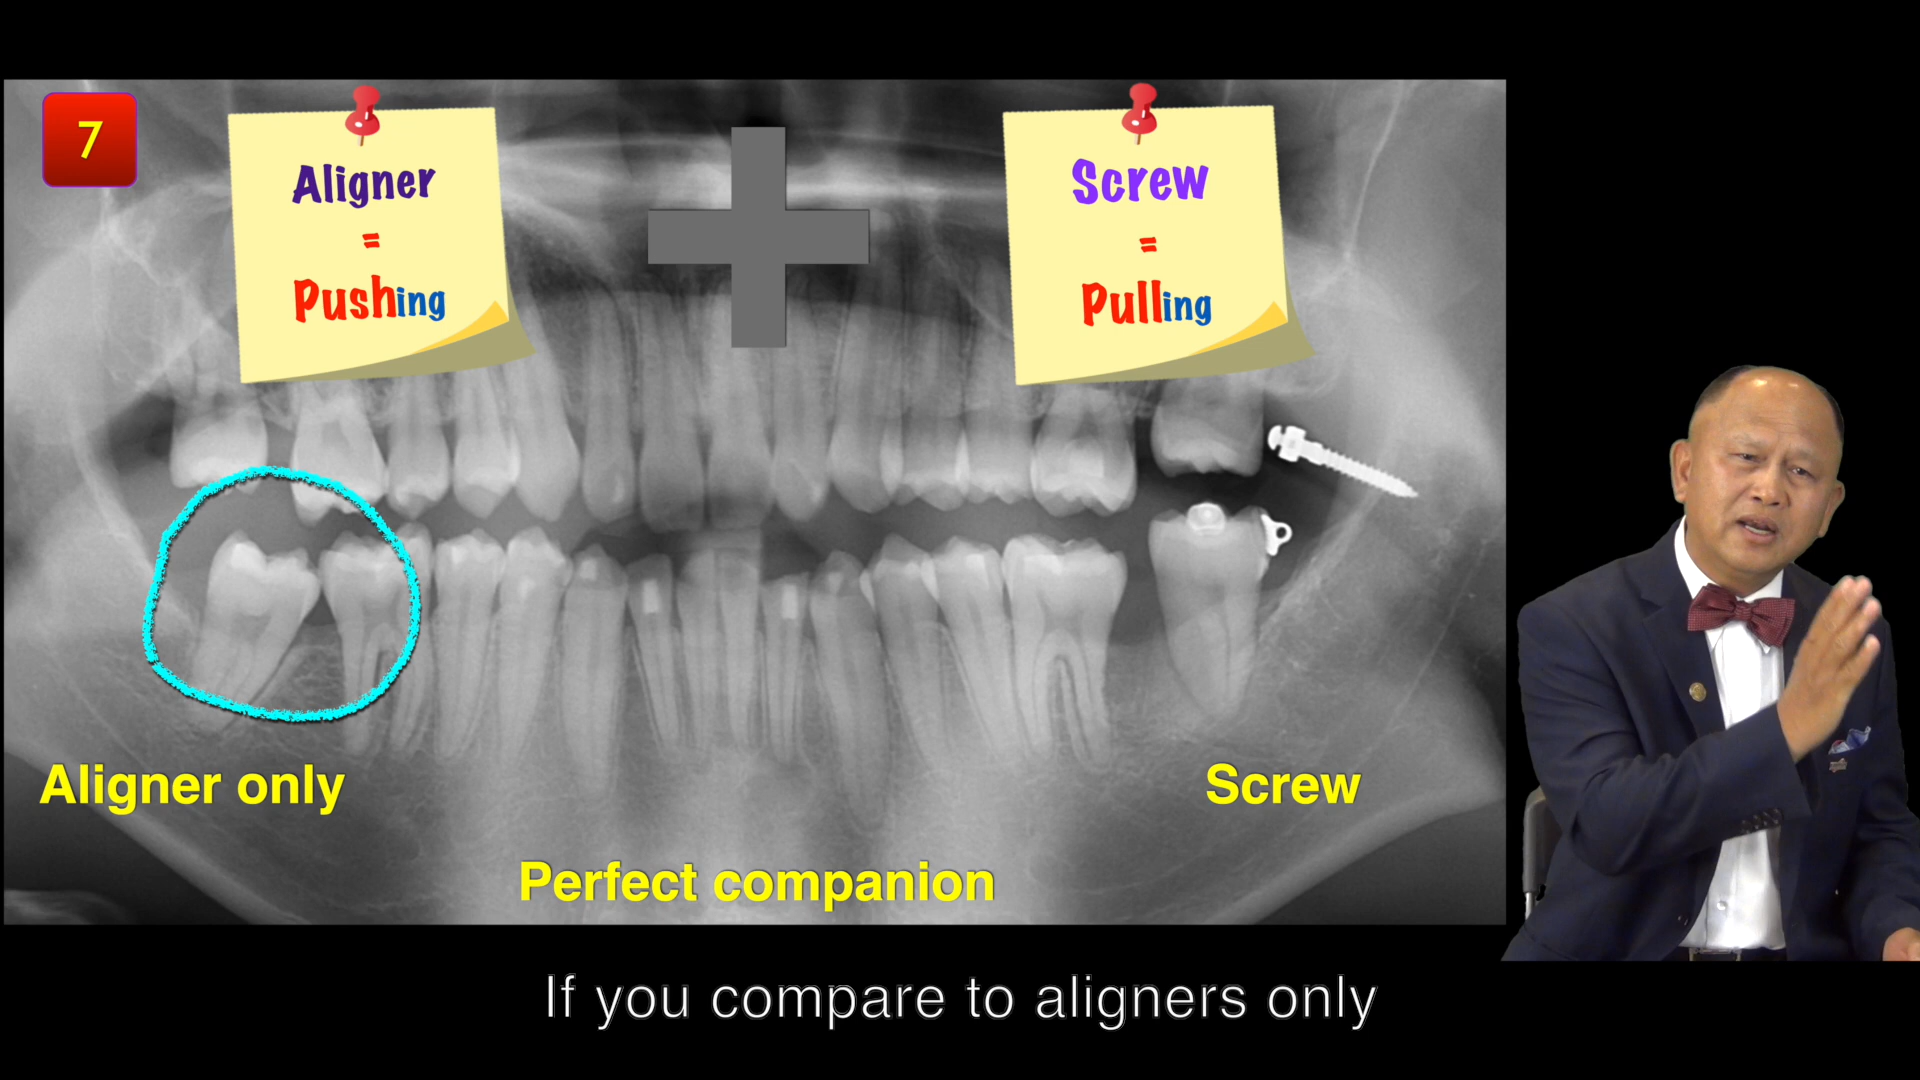 7
Aligner
=
Pushing
Screw
=
Pulling
Aligner only
Screw
Perfect companion
If you compare to aligners only